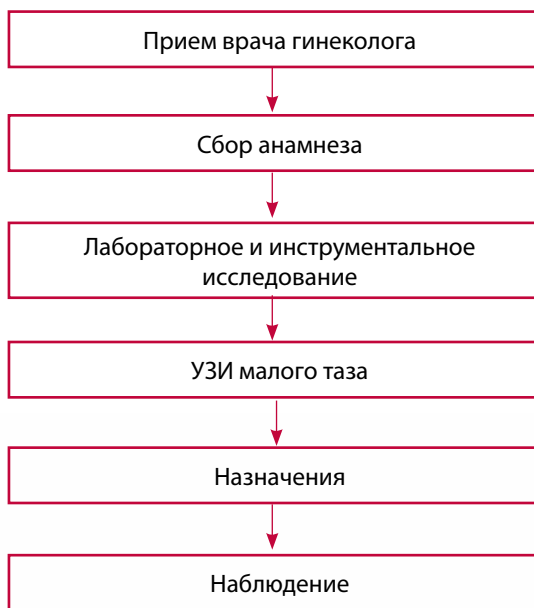 Прием врача гинеколога
Сбор анамнеза
Лабораторное и инструментальное
исследование
УЗИ малого таза
Назначения
Наблюдение